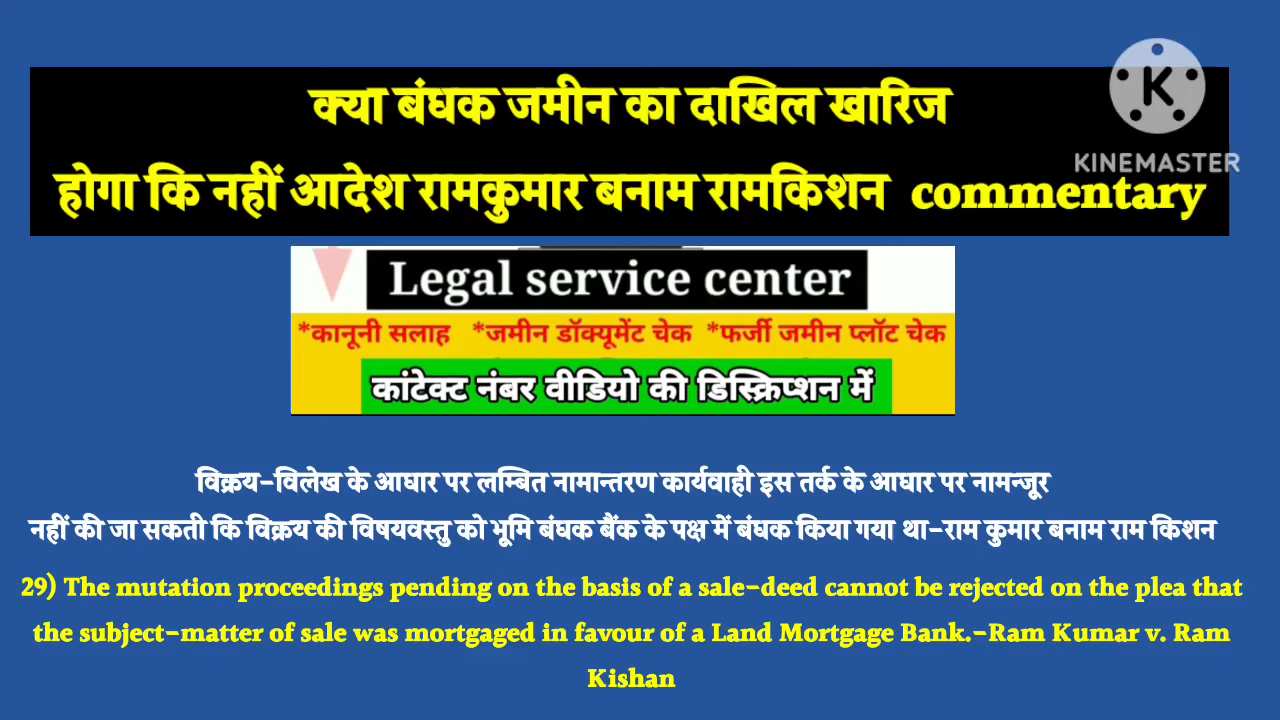 क्या बंधक जमीन का दाखिल खारिज
KINEMASTER
होगा कि नहीं आदेश रामकुमार बनाम रामकिशन commentary
Legal service center
*कानूनी सलाह *जमीन डॉक्यूमेंट चेक *फर्जी जमीन प्लॉट चेक
कांटेक्ट नंबर वीडियो की डिस्क्रिप्शन में
विक्रय-विलेख के आधार पर लम्बित नामान्तरण कार्यवाही इस तर्क के आधार पर नामन्जूर
नहीं की जा सकती कि विक्रय की विषयवस्तु को भूमि बंधक बैंक के पक्ष में बंधक किया गया था-राम कुमार बनाम राम किशन
29) The mutation proceedings pending on the basis of a sale-deed cannot be rejected on the plea that
the subject-matter of sale was mortgaged in favour of a Land Mortgage Bank.-Ram Kumar v. Ram
Kishan